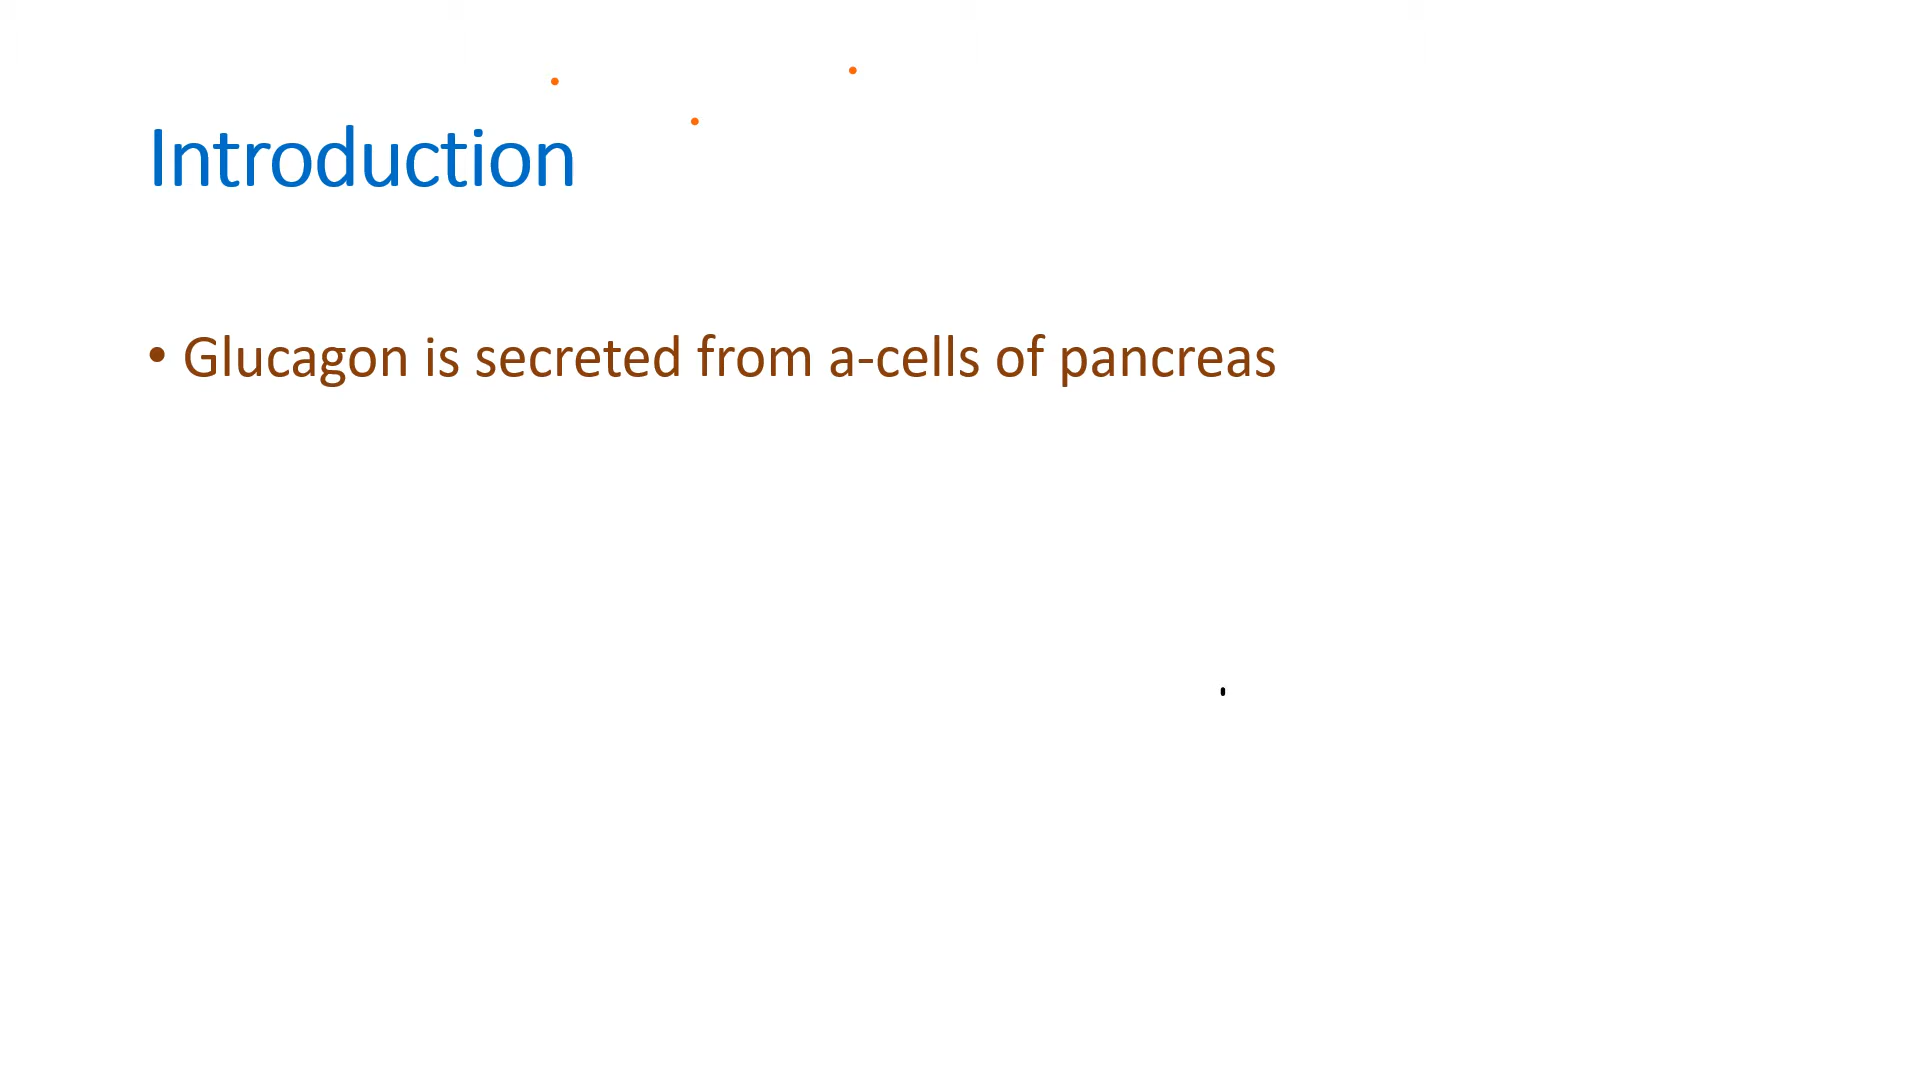 Introduction
• Glucagon is secreted from a-cells of pancreas